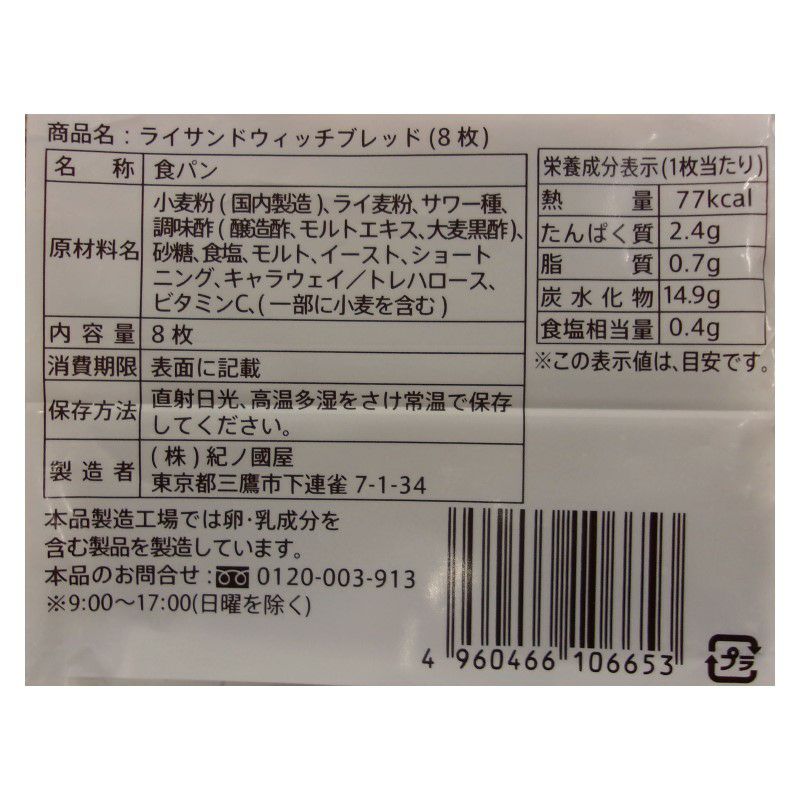 商品名：ライサンドウィッチブレッド(8枚)
名称 食パン
原材料名 小麦粉(国内製造)、ライ麦粉、サワー種、
調味酢(醸造酢、モルトエキス、大麦黒酢)、
砂糖、食塩、モルト、イースト、ショート
ニング、キャラウェイ／トレハロース、
ビタミンC、(一部に小麦を含む)
内容量 8枚
消費期限 表面に記載
保存方法 直射日光、高温多湿をさけ常温で保存
してください。
製造者 (株)紀ノ國屋
東京都三鷹市下連雀7-1-34
本品製造工場では卵・乳成分を
含む製品を製造しています。
本品のお問合せ：0120-003-913
※9:00～17:00(日曜を除く)
栄養成分表示(1枚当たり)
熱量 77kcal
たんぱく質 2.4g
脂質 0.7g
炭水化物 14.9g
食塩相当量 0.4g
※この表示値は、目安です。
4 960466 106653
プラ